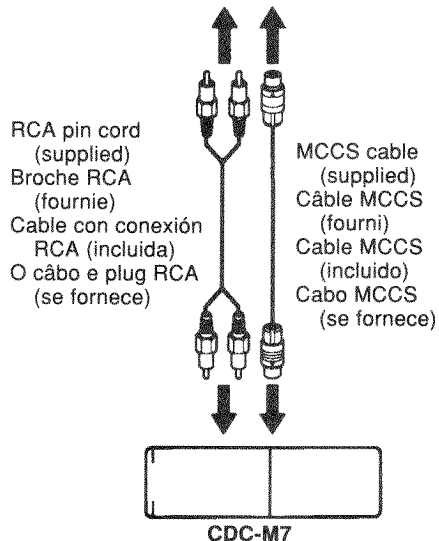 RCA pin cord
(supplied)
Broche RCA
(fournie)
Cable con conexión
RCA (incluida)
O câbo e plug RCA
(se fornece)
MCCS cable
(supplied)
Câble MCCS
(fourni)
Cable MCCS
(incluido)
Cabo MCCS
(se fornece)
CDC-M7